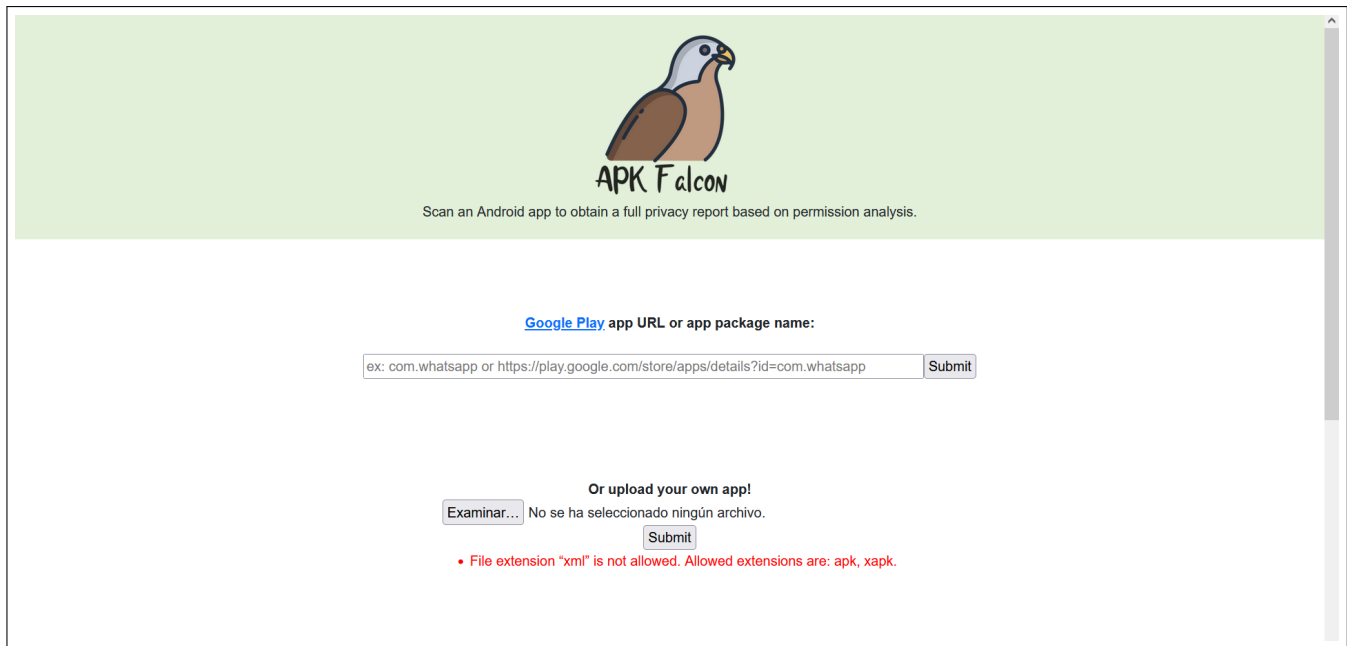 APK Falcon
Scan an Android app to obtain a full privacy report based on permission analysis.
Google Play app URL or app package name:
ex: com.whatsapp or https://play.google.com/store/apps/details?id=com.whatsapp Submit
Or upload your own app!
Examinar... No se ha seleccionado ningún archivo.
Submit
• File extension “xml” is not allowed. Allowed extensions are: apk, xapk.